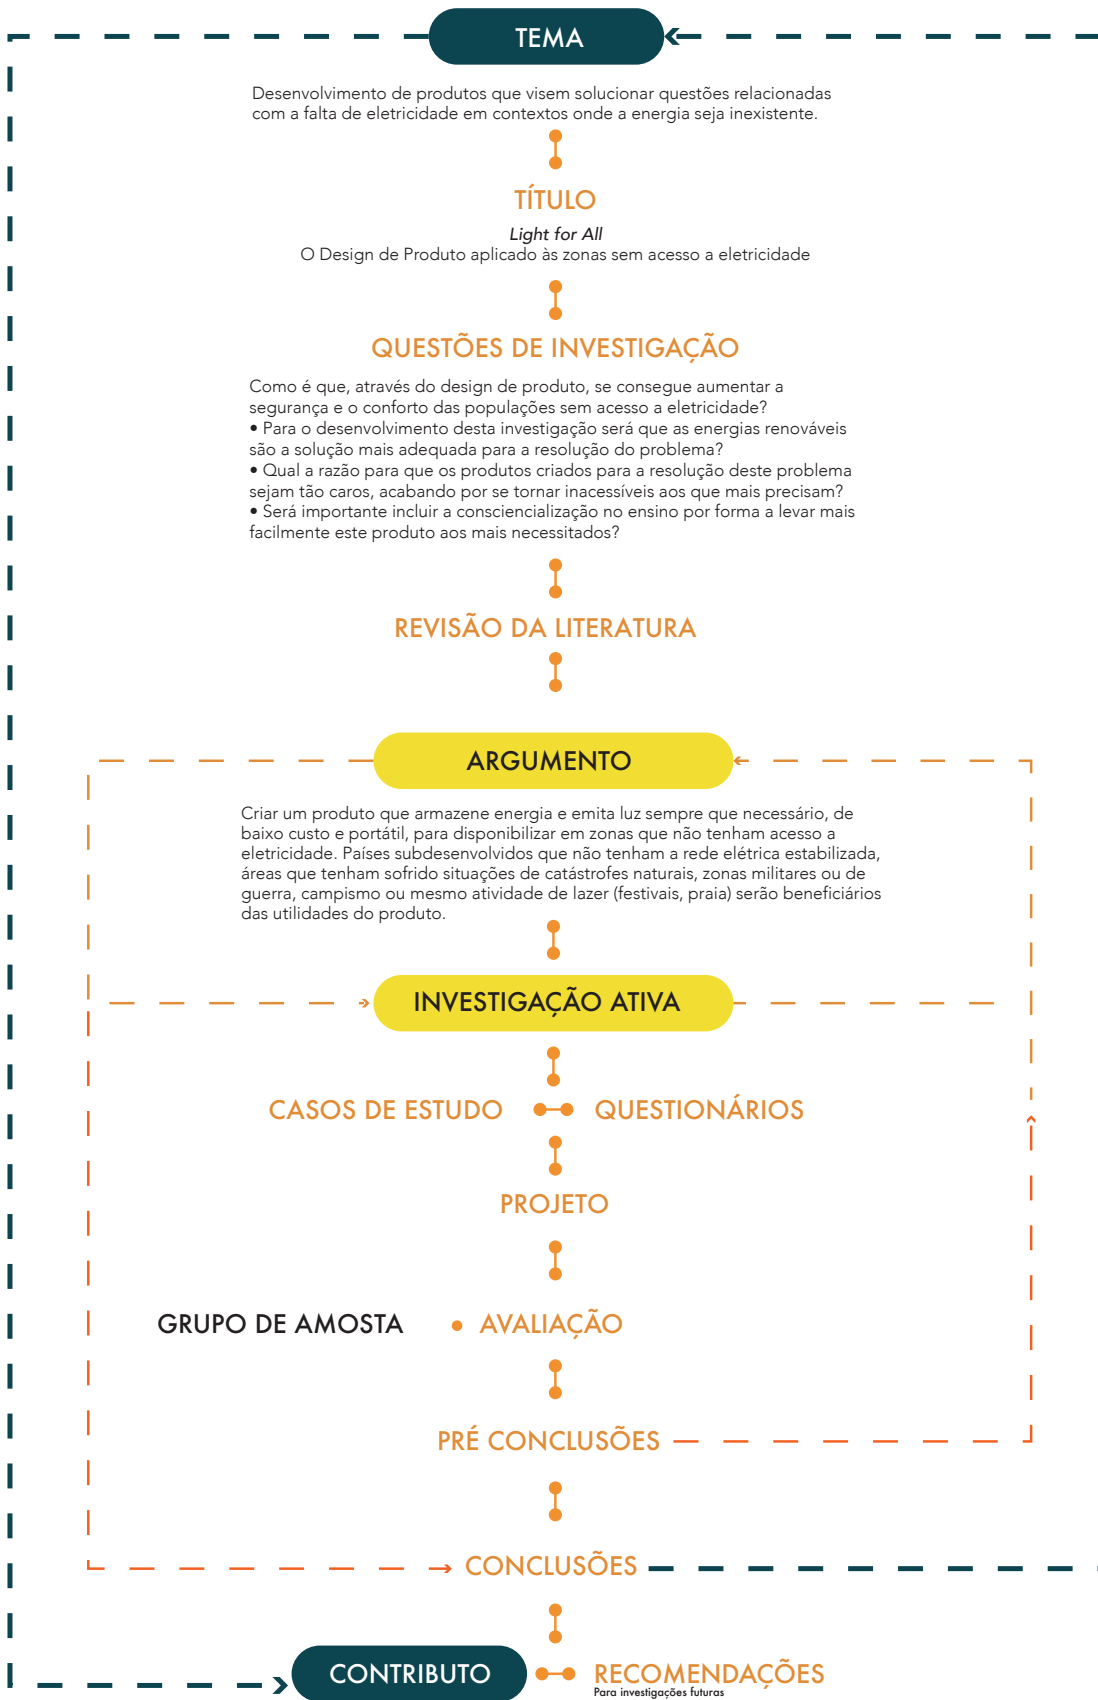 TEMA
Desenvolvimento de produtos que visem solucionar questões relacionadas
com a falta de eletricidade em contextos onde a energia seja inexistente.
TÍTULO
Light for All
O Design de Produto aplicado às zonas sem acesso a eletricidade
QUESTÕES DE INVESTIGAÇÃO
Como é que, através do design de produto, se consegue aumentar a
segurança e o conforto das populações sem acesso a eletricidade?
• Para o desenvolvimento desta investigação será que as energias renováveis
são a solução mais adequada para a resolução do problema?
• Qual a razão para que os produtos criados para a resolução deste problema
sejam tão caros, acabando por se tornar inacessíveis aos que mais precisam?
• Será importante incluir a consciencialização no ensino por forma a levar mais
facilmente este produto aos mais necessitados?
REVISÃO DA LITERATURA
ARGUMENTO
Criar um produto que armazene energia e emita luz sempre que necessário, de
baixo custo e portátil, para disponibilizar em zonas que não tenham acesso a
eletricidade. Países subdesenvolvidos que não tenham a rede elétrica estabilizada,
áreas que tenham sofrido situações de catástrofes naturais, zonas militares ou de
guerra, campismo ou mesmo atividade de lazer (festivais, praia) serão beneficiários
das utilidades do produto.
INVESTIGAÇÃO ATIVA
CASOS DE ESTUDO QUESTIONÁRIOS
PROJETO
GRUPO DE AMOSTA • AVALIAÇÃO
PRÉ CONCLUSÕES
CONCLUSÕES
CONTRIBUTO RECOMENDAÇÕES
Para investigações futuras